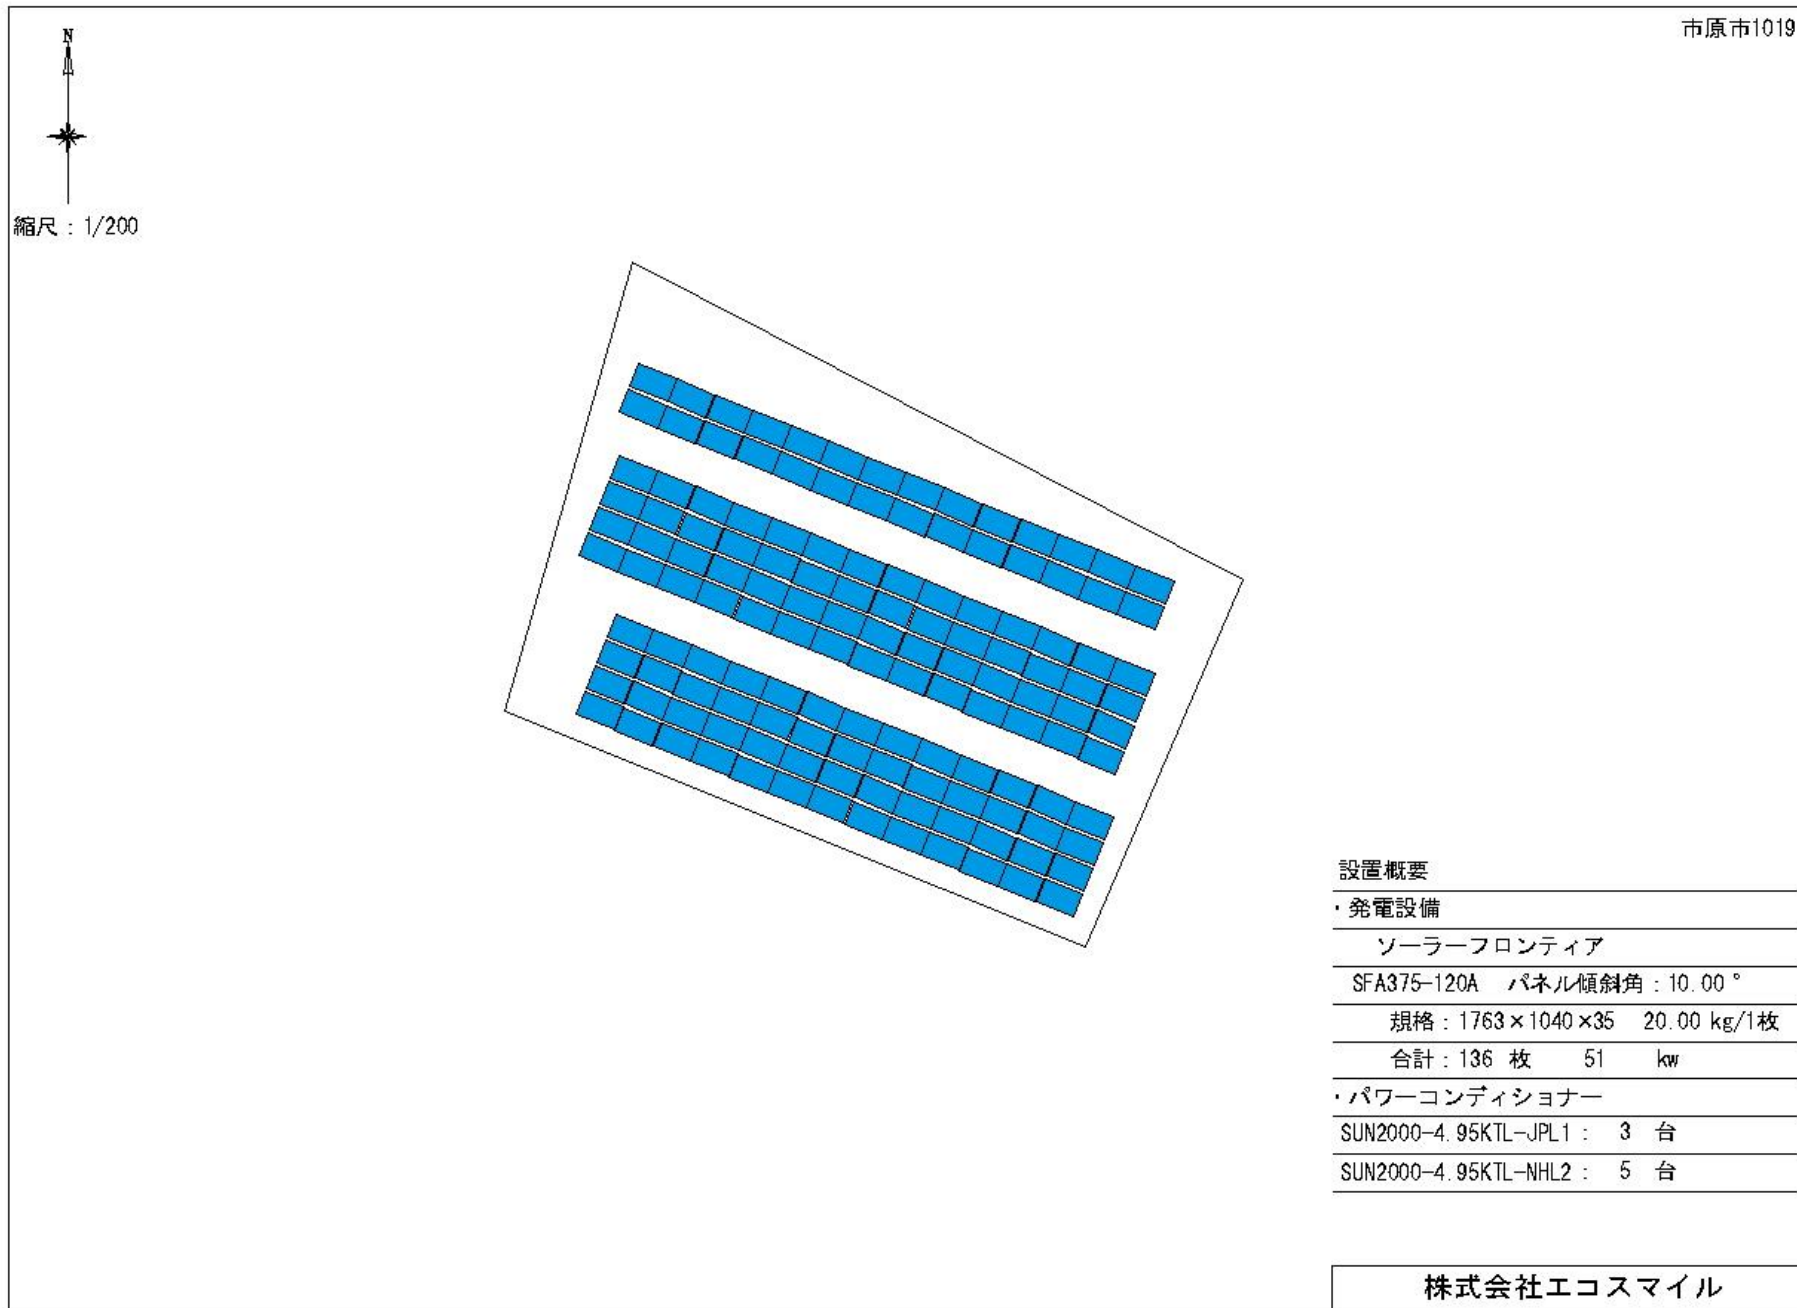 市原市1019
N
縮尺：1/200
設置概要
・発電設備
ソーラーフロンティア
SFA375-120A パネル傾斜角：10.00°
規格：1763×1040×35 20.00 kg/1枚
合計：136 枚 51 kw
・パワーコンディショナー
SUN2000-4.95KTL-JPL1： 3 台
SUN2000-4.95KTL-NHL2： 5 台
株式会社エコスマイル